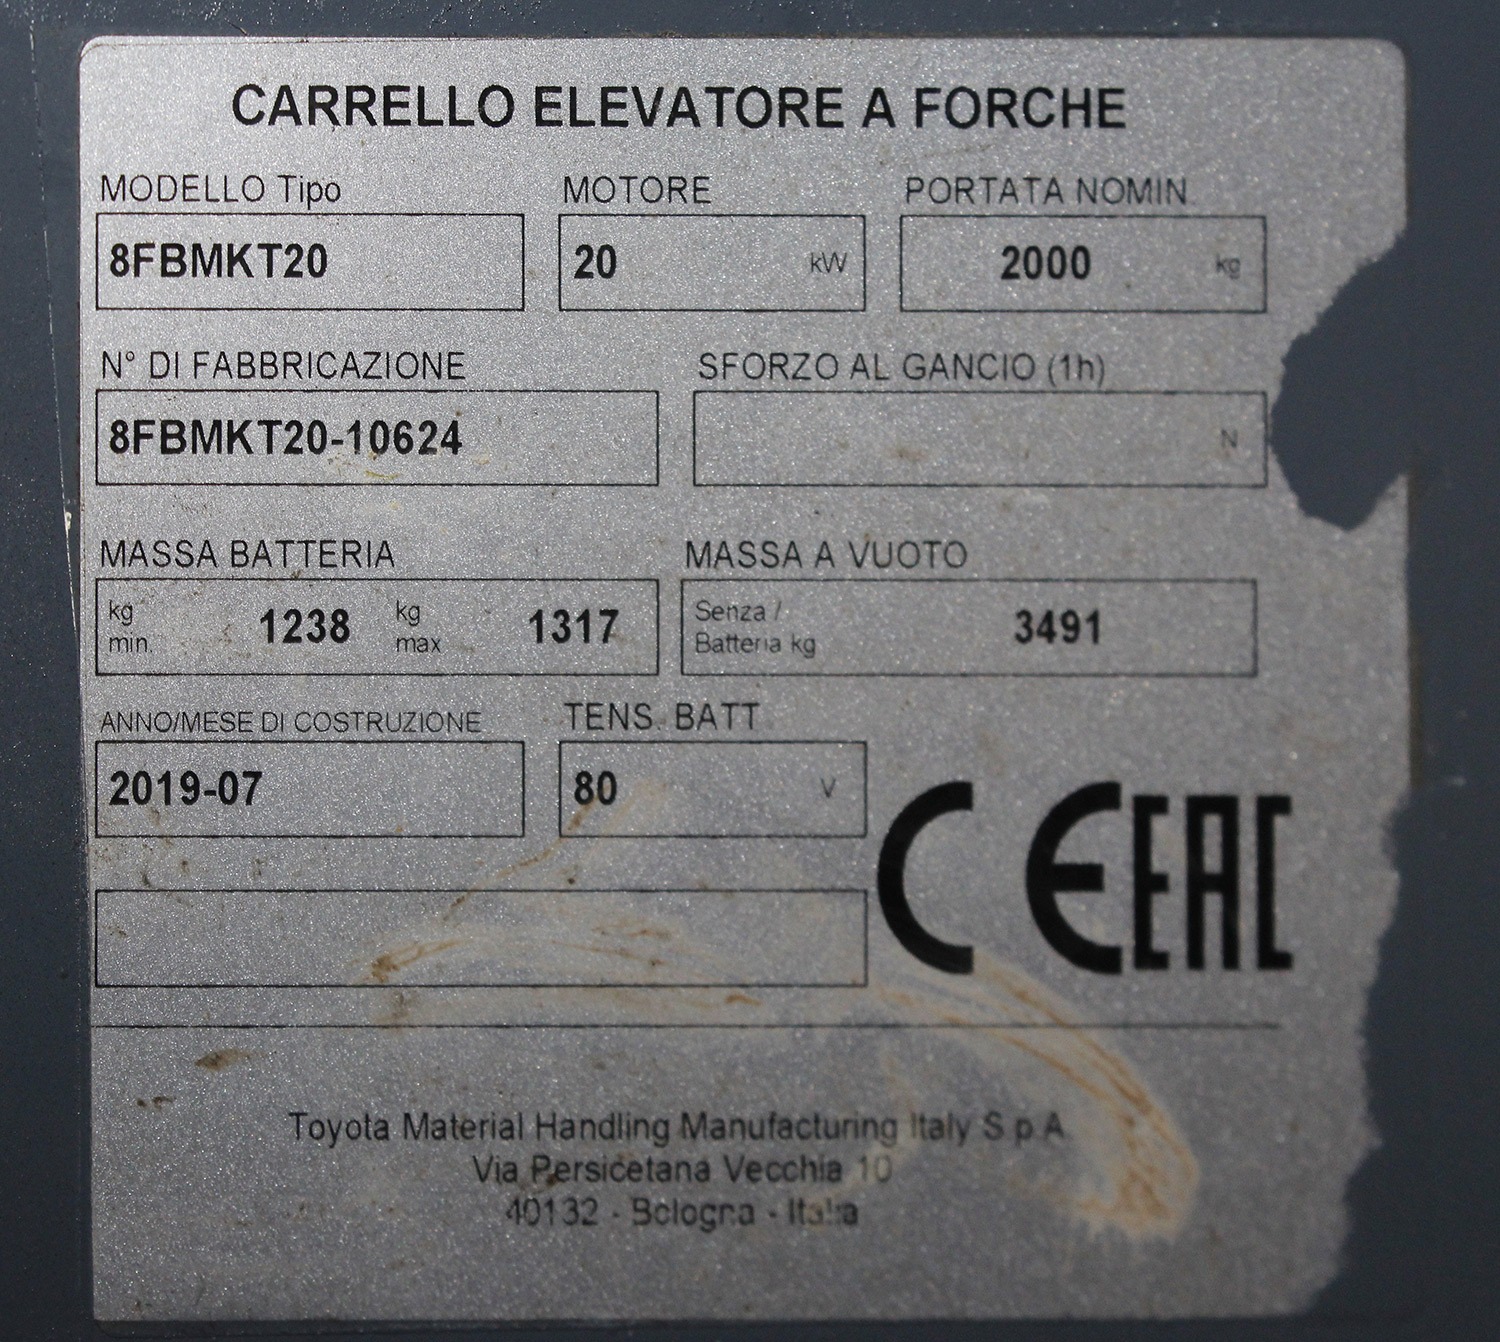 CARRELLO ELEVATORE A FORCHE
MODELLO Tipo MOTORE PORTATA NOMIN.
8FBMKT20 20 kW 2000 kg
N° DI FABBRICAZIONE SFORZO AL GANCIO (1h)
8FBMKT20-10624 N
MASSA BATTERIA MASSA A VUOTO
kg min. 1238 kg max 1317 Senza / Batteria kg 3491
ANNO/MESE DI COSTRUZIONE TENS. BATT
2019-07 80 V
CE EAC
Toyota Material Handling Manufacturing Italy S.p.A
Via Persicetana Vecchia 10
40132 - Bologna - Italia